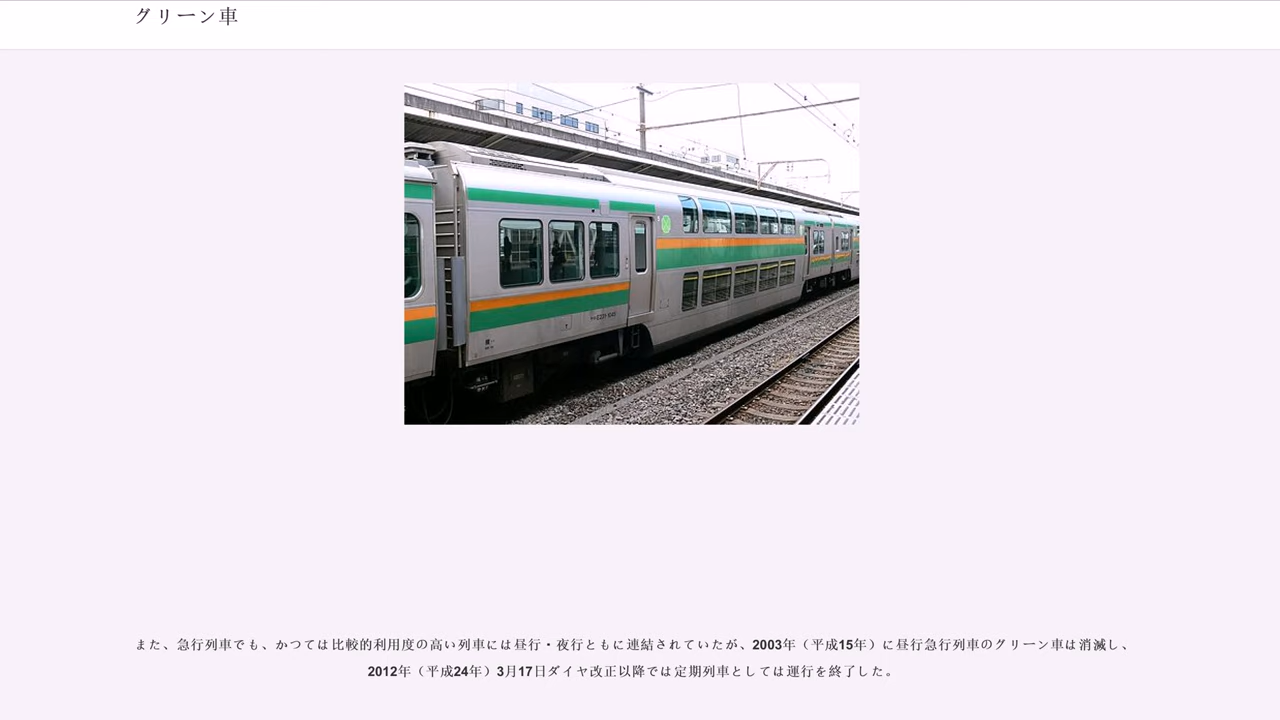 グリーン車
また、急行列車でも、かつては比較的利用度の高い列車には昼行・夜行ともに連結されていたが、2003年（平成15年）に昼行急行列車のグリーン車は消滅し、
2012年（平成24年）3月17日ダイヤ改正以降では定期列車としては運行を終了した。